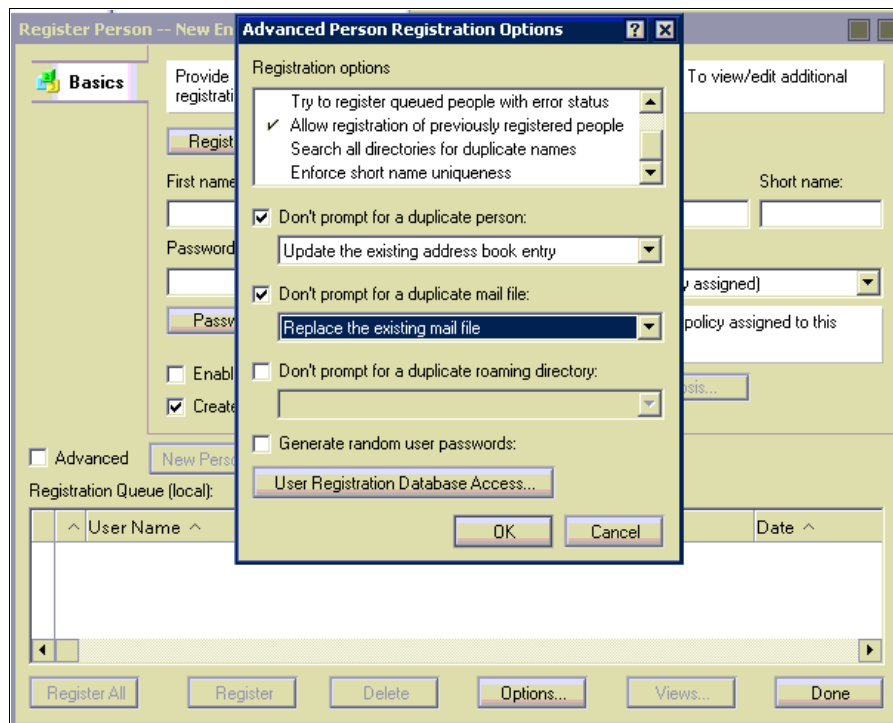 Register Person -- New En
Advanced Person Registration Options
Basics
Provide
registrati
To view/edit additional
Registration options
Try to register queued people with error status
Allow registration of previously registered people
Search all directories for duplicate names
Enforce short name uniqueness
Regist
First name
Short name:
Don't prompt for a duplicate person:
Update the existing address book entry
Password
Don't prompt for a duplicate mail file:
assigned)
Replace the existing mail file
Passw
policy assigned to this
Don't prompt for a duplicate roaming directory:
Enabl
osis...
Create
Generate random user passwords:
Advanced
New Perso
User Registration Database Access...
Registration Queue (local):
OK
Cancel
User Name
Date
Register All
Register
Delete
Options...
Views...
Done